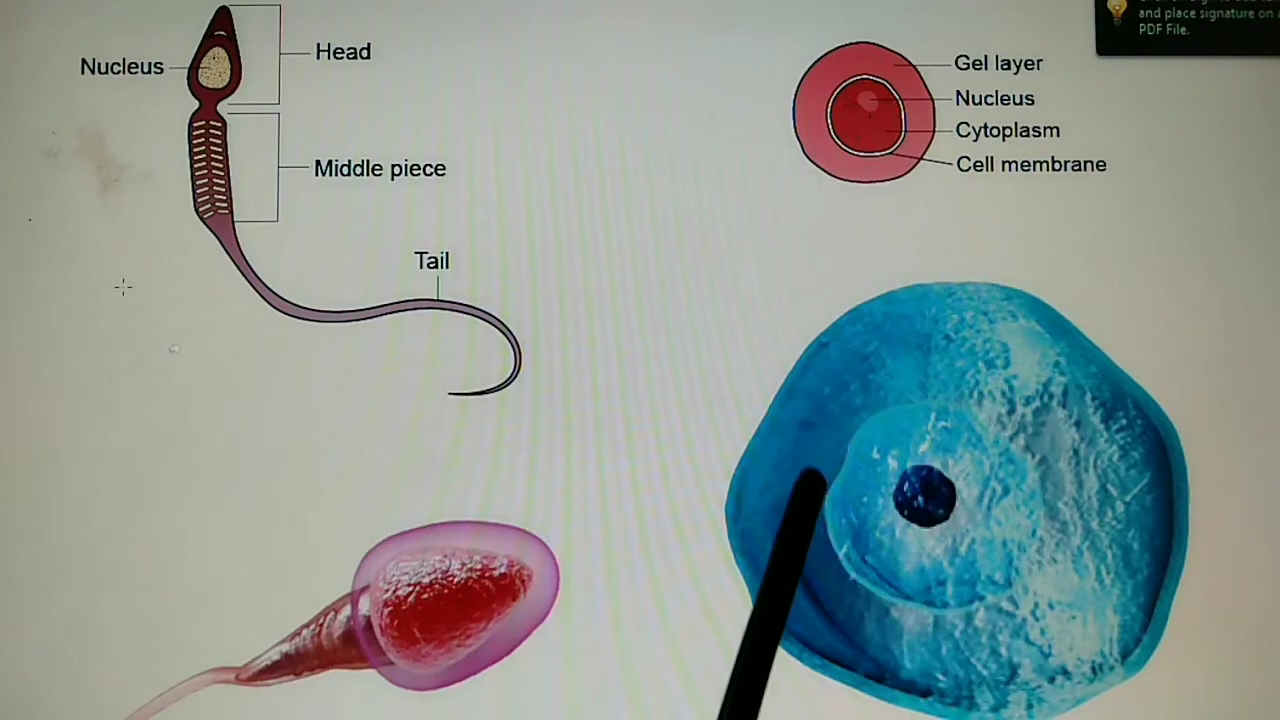 and place signature on
PDF File.
Head
Nucleus
Middle piece
Tail
Gel layer
Nucleus
Cytoplasm
Cell membrane